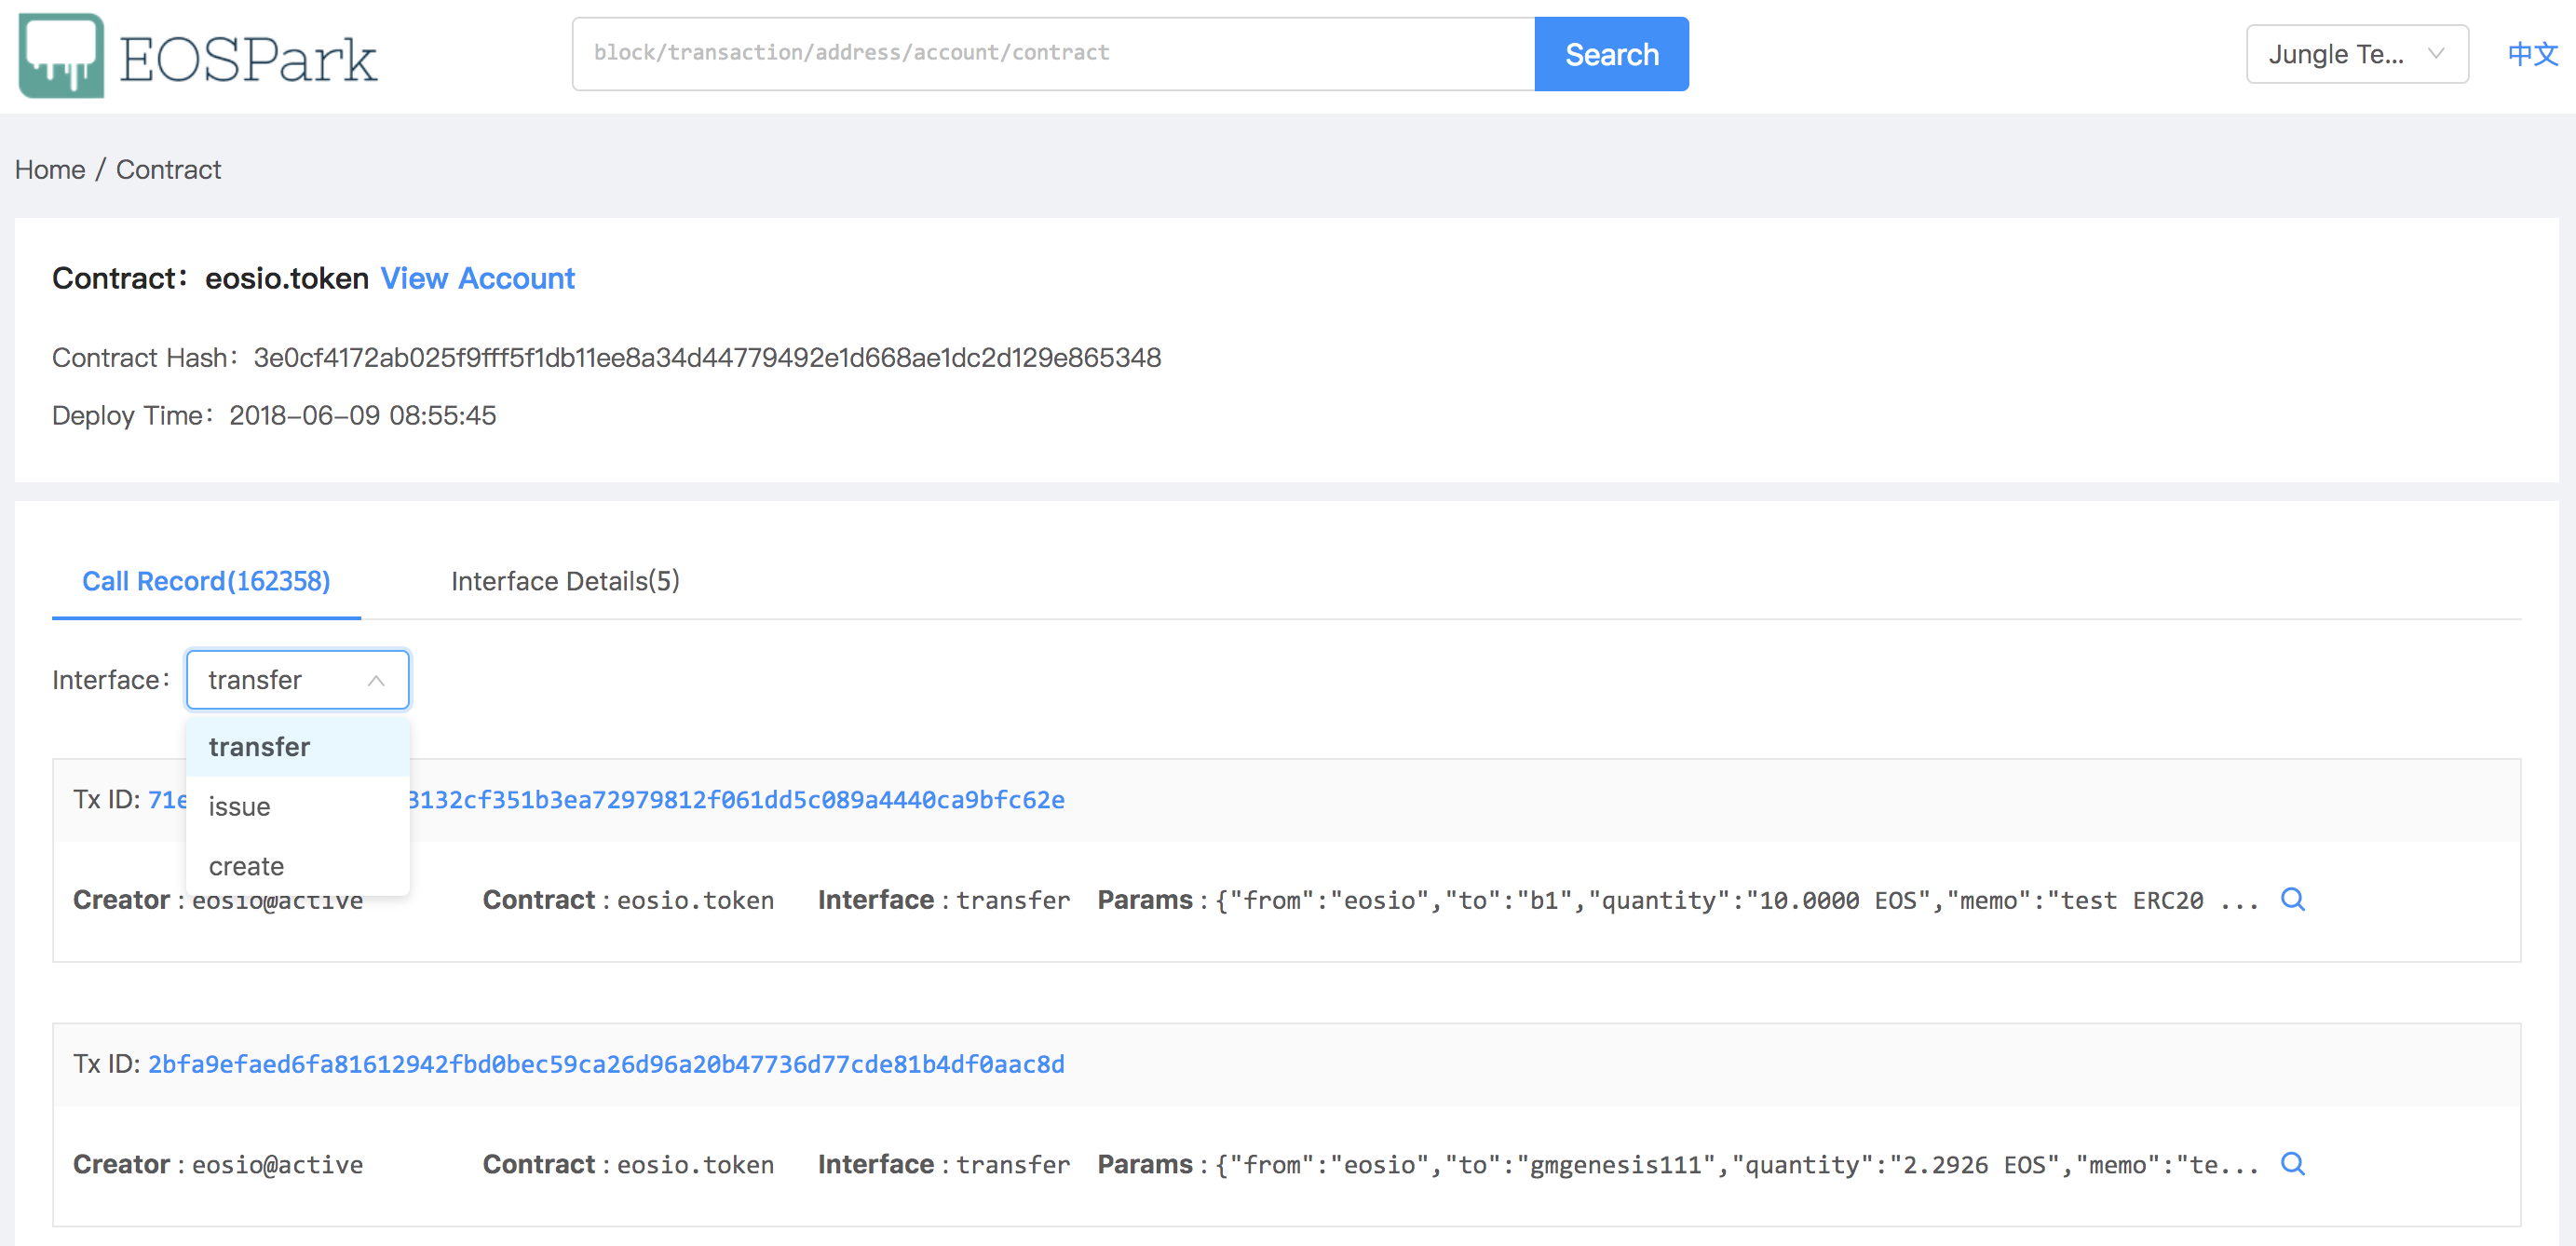 EOSPark
block/transaction/address/account/contract
Search
Jungle Te...
中文
Home / Contract
Contract： eosio.token View Account
Contract Hash： 3e0cf4172ab025f9fff5f1db11ee8a34d44779492e1d668ae1dc2d129e865348
Deploy Time： 2018-06-09 08:55:45
Call Record(162358)
Interface Details(5)
Interface： transfer
transfer
issue
create
Tx ID: 71e 3132cf351b3ea72979812f061dd5c089a4440ca9bfc62e
Creator : eosio@active Contract : eosio.token Interface : transfer Params : {"from":"eosio","to":"b1","quantity":"10.0000 EOS","memo":"test ERC20 ...
Tx ID: 2bfa9efaed6fa81612942fbd0bec59ca26d96a20b47736d77cde81b4df0aac8d
Creator : eosio@active Contract : eosio.token Interface : transfer Params : {"from":"eosio","to":"gmgenesis111","quantity":"2.2926 EOS","memo":"te...